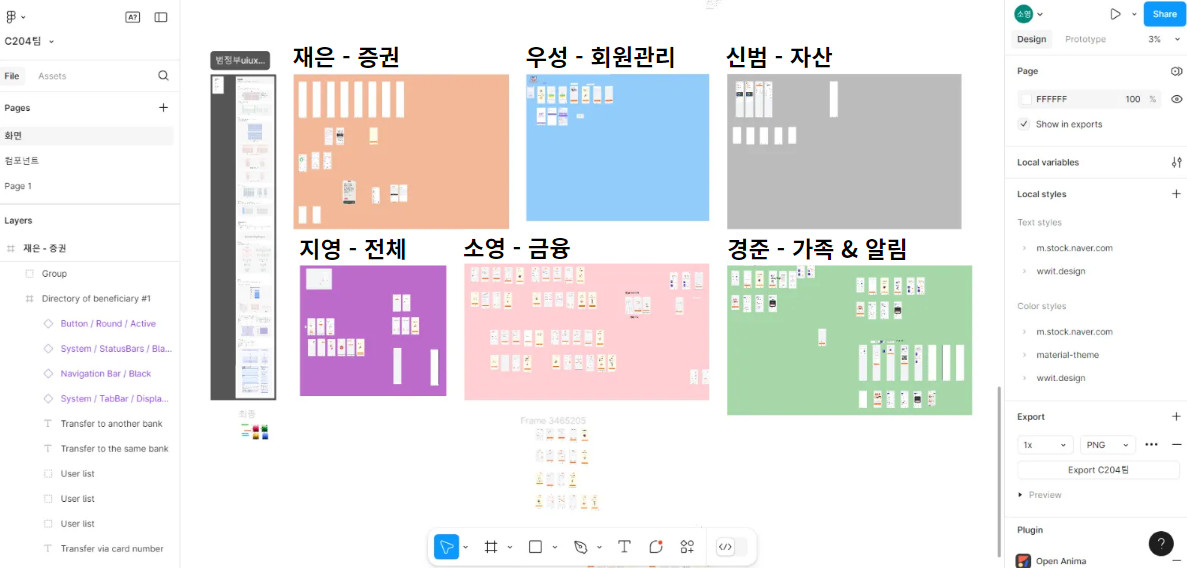 C204팀
File
Assets
Pages
화면
컴포넌트
Page 1
Layers
재은 - 증권
Group
Directory of beneficiary #1
Button / Round / Active
System / StatusBars / Bla...
Navigation Bar / Black
System / TabBar / Displa...
Transfer to another bank
Transfer to the same bank
User list
User list
User list
Transfer via card number
A?
범정부uiux...
재은 - 증권
우성 - 회원관리
신범 - 자산
지영 - 전체
소영 - 금융
경준 - 가족 & 알림
최종
Frame 3465205
소영
Share
Design
Prototype
3%
Page
FFFFFF
100
%
Show in exports
Local variables
Local styles
Text styles
m.stock.naver.com
wwit.design
Color styles
m.stock.naver.com
material-theme
wwit.design
Export
1x
PNG
Export C204팀
Preview
Plugin
Open Anima
?